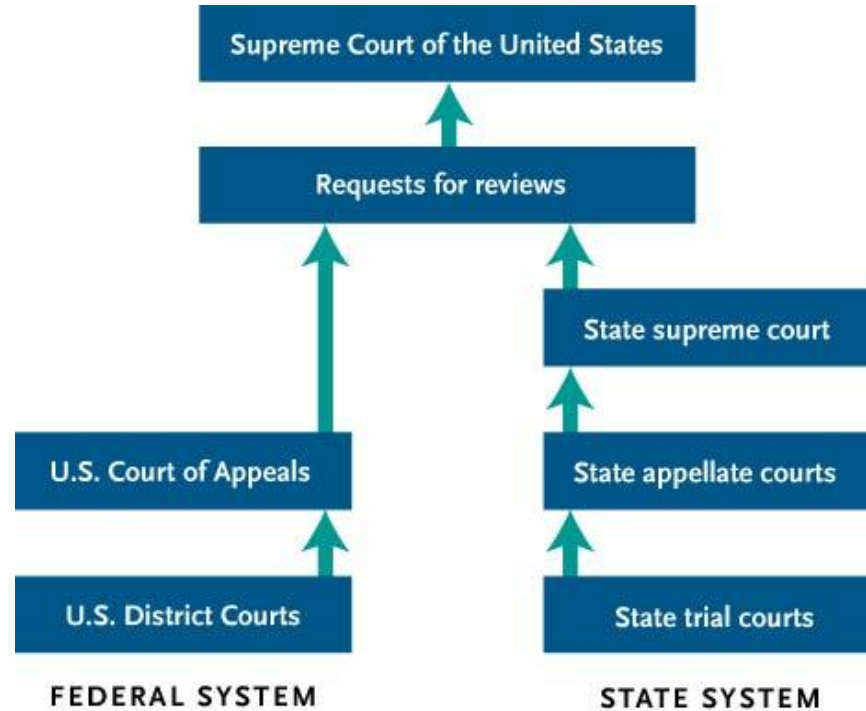 Supreme Court of the United States
Requests for reviews
State supreme court
U.S. Court of Appeals
State appellate courts
U.S. District Courts
State trial courts
FEDERAL SYSTEM
STATE SYSTEM